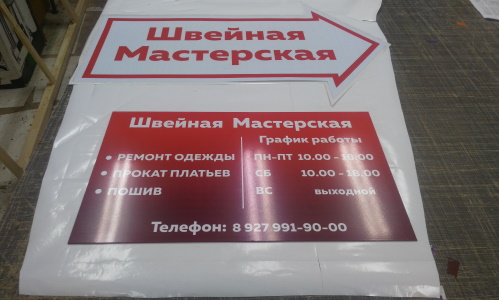 Швейная
Мастерская
Швейная Мастерская
График работы
• РЕМОНТ ОДЕЖДЫ
• ПРОКАТ ПЛАТЬЕВ
• ПОШИВ
ПН-ПТ 10.00 - 19.00
СБ 10.00 - 18.00
ВС выходной
Телефон: 8 927 991-90-00